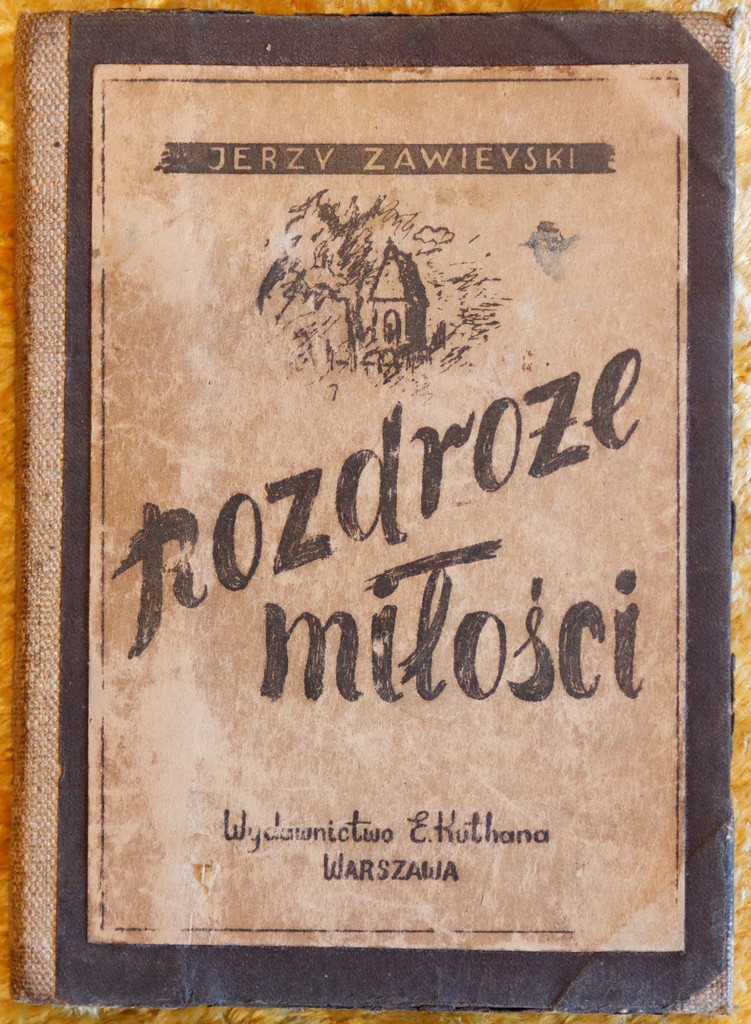 JERZY ZAWIEYSKI
Rozdroże
miłości
Wydawnictwo E. Kuthana
WARSZAWA